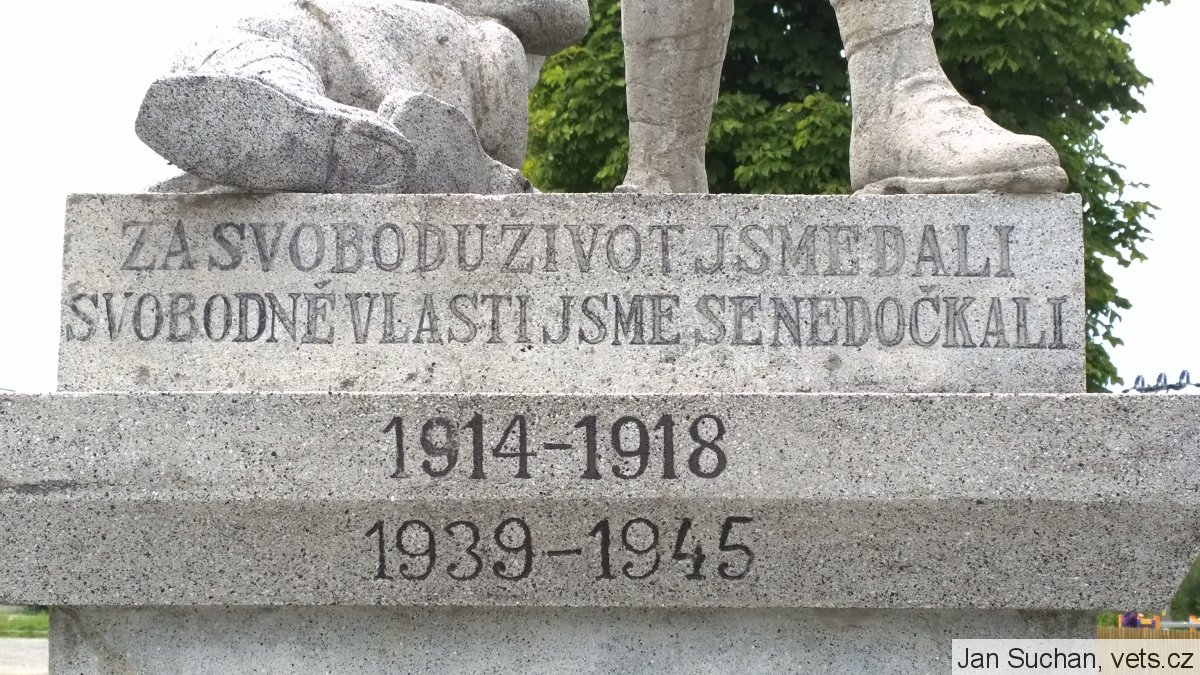 ZA SVOBODU ŽIVOT JSME DALI
SVOBODNÉ VLASTI JSME SE NEDOČKALI
1914-1918
1939-1945
Jan Suchan, vets.cz